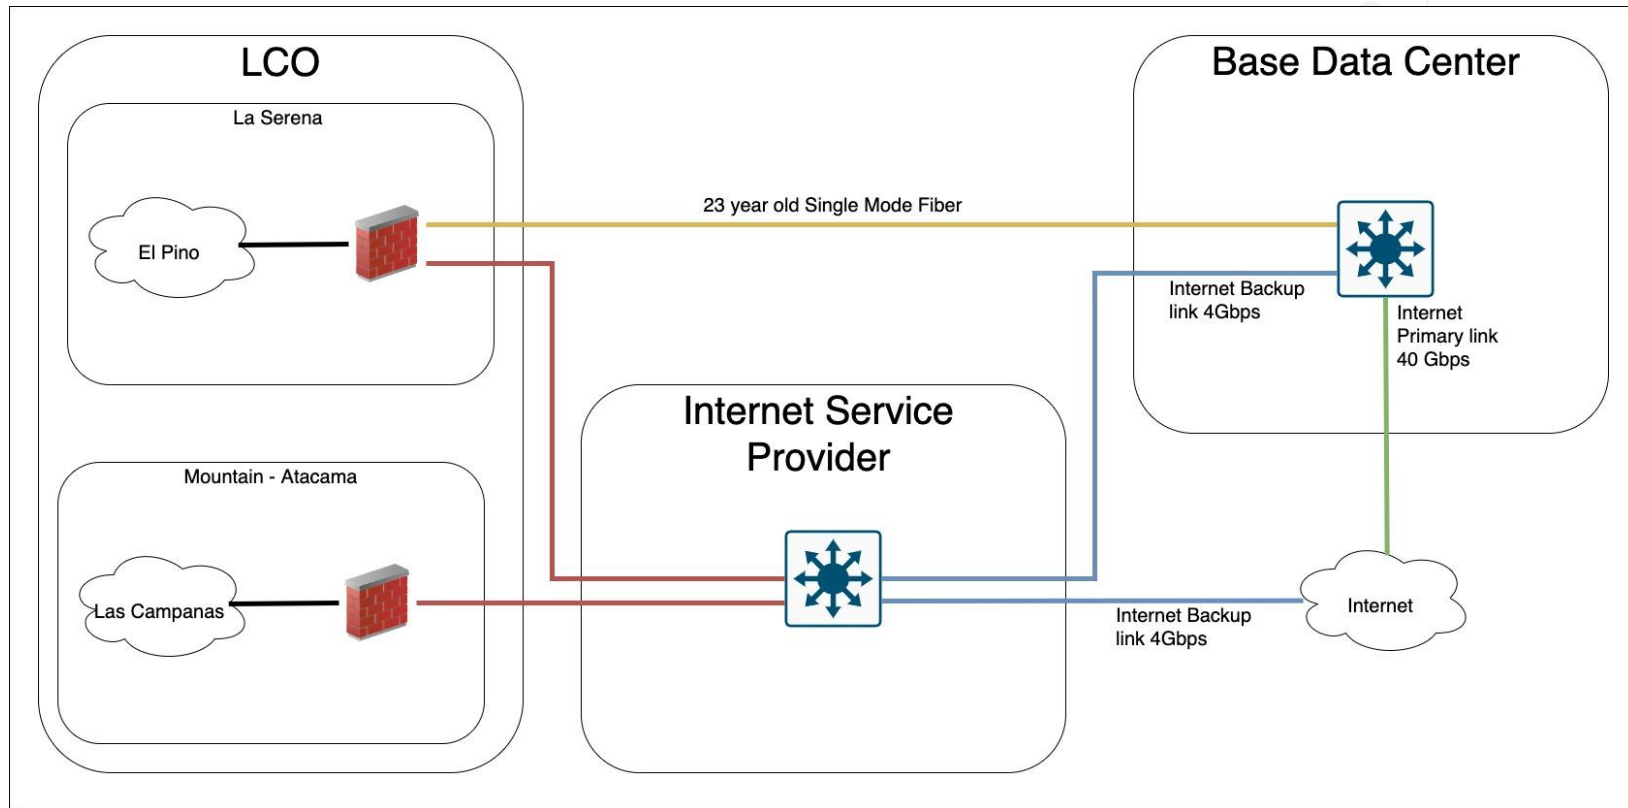 LCO
La Serena
El Pino
23 year old Single Mode Fiber
Base Data Center
Internet Backup
link 4Gbps
Internet
Primary link
40 Gbps
Internet Service
Provider
Mountain - Atacama
Las Campanas
Internet Backup
link 4Gbps
Internet